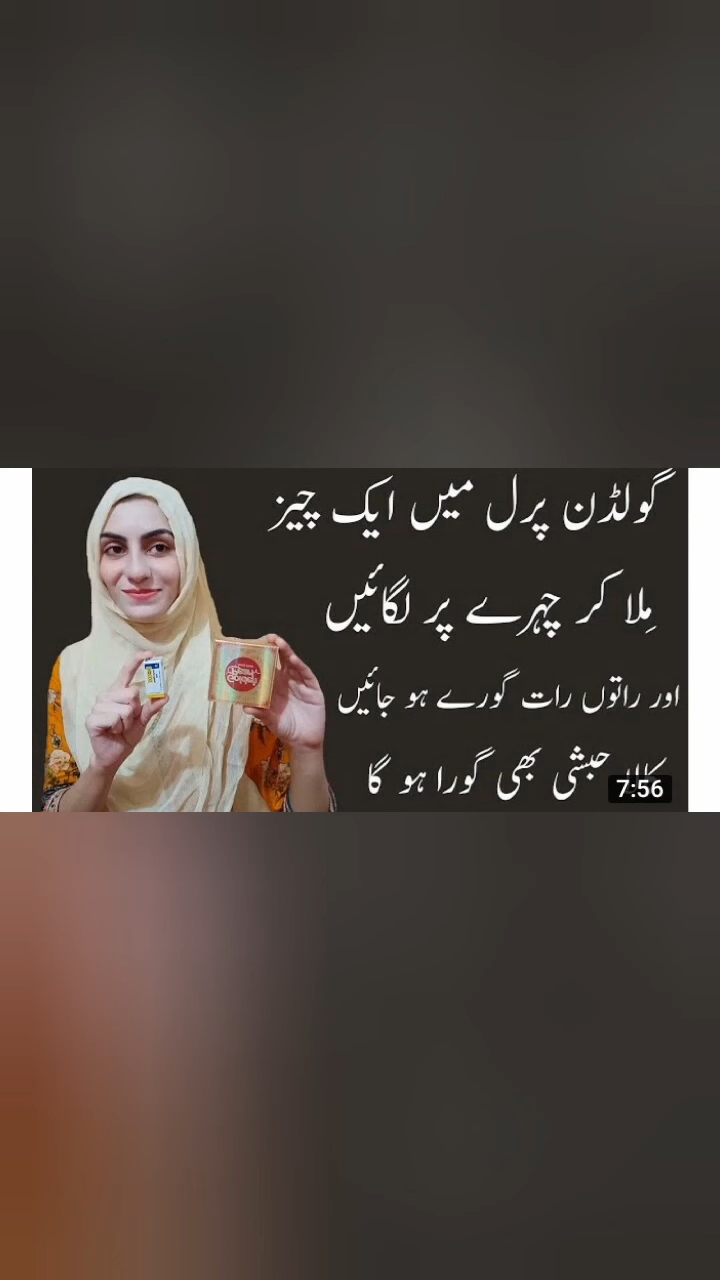 گولڈن پرل میں ایک چیز
مِلا کر چہرے پر لگائیں
اور راتوں رات گورے ہو جائیں
حبشی بھی گورا ہو گا
7:56